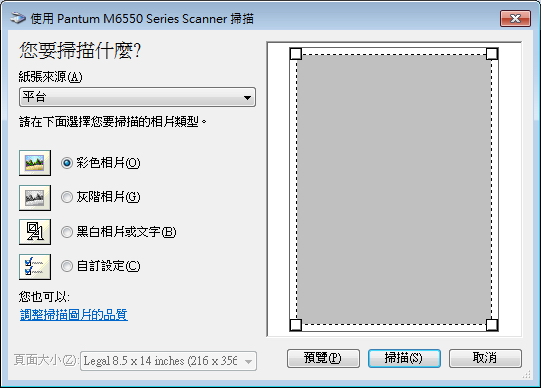 使用 Pantum M6550 Series Scanner 掃描
您要掃描什麼?
紙張來源(A)
平台
請在下面選擇您要掃描的相片類型。
彩色相片(O)
灰階相片(G)
黑白相片或文字(B)
自訂設定(C)
您也可以:
調整掃描圖片的品質
頁面大小(Z): Legal 8.5 x 14 inches (216 x 356
預覽(P) 掃描(S) 取消